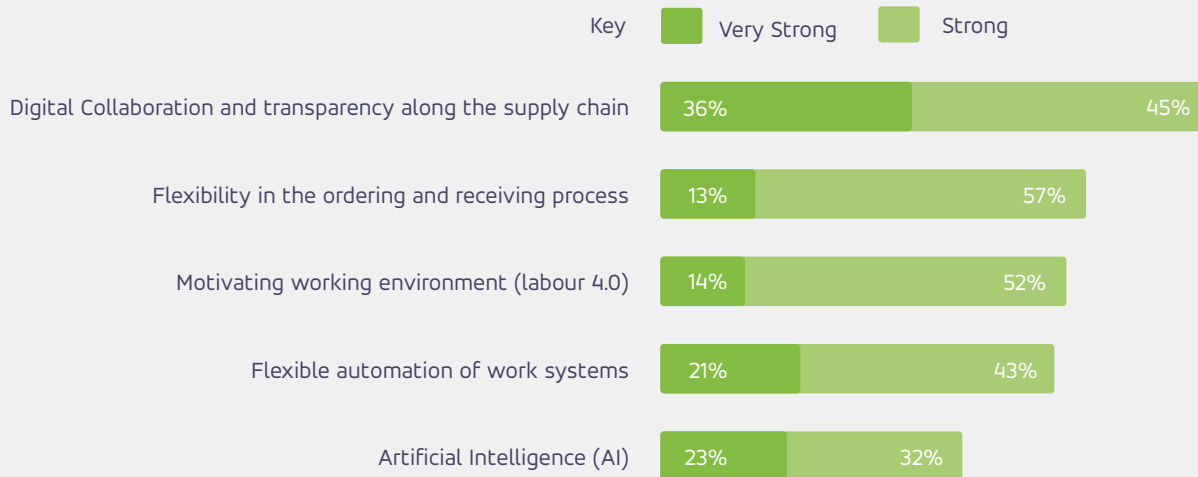 Key Very Strong Strong
Digital Collaboration and transparency along the supply chain 36% 45%
Flexibility in the ordering and receiving process 13% 57%
Motivating working environment (labour 4.0) 14% 52%
Flexible automation of work systems 21% 43%
Artificial Intelligence (AI) 23% 32%